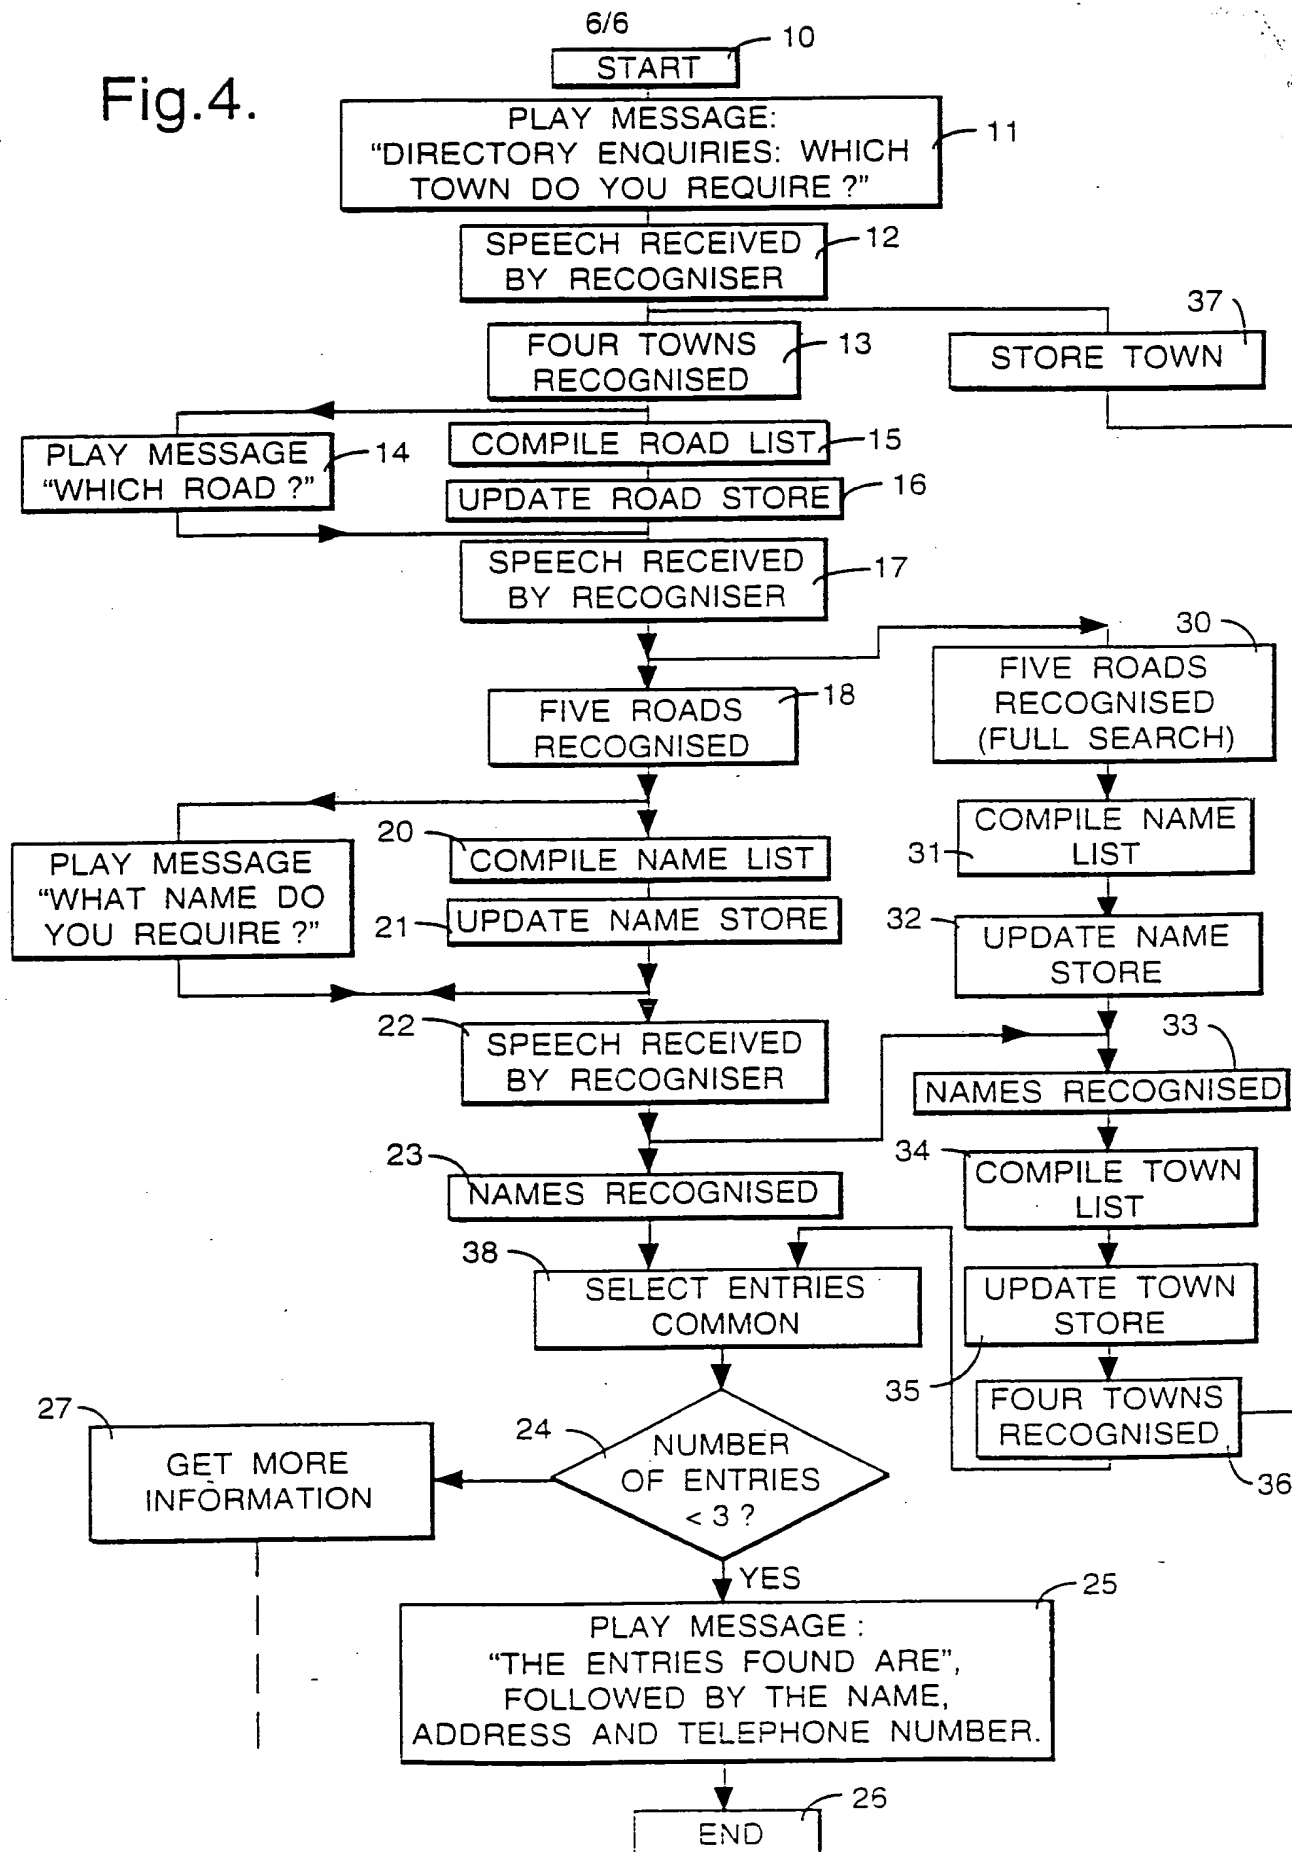 6/6
Fig.4.
10
START
PLAY MESSAGE:
“DIRECTORY ENQUIRIES: WHICH
TOWN DO YOU REQUIRE ?”
11
SPEECH RECEIVED
BY RECOGNISER
12
FOUR TOWNS
RECOGNISED
13
37
STORE TOWN
PLAY MESSAGE
“WHICH ROAD ?”
14
COMPILE ROAD LIST
15
UPDATE ROAD STORE
16
SPEECH RECEIVED
BY RECOGNISER
17
FIVE ROADS
RECOGNISED
18
30
FIVE ROADS
RECOGNISED
(FULL SEARCH)
PLAY MESSAGE
“WHAT NAME DO
YOU REQUIRE ?”
20
COMPILE NAME LIST
21
UPDATE NAME STORE
31
COMPILE NAME
LIST
32
UPDATE NAME
STORE
22
SPEECH RECEIVED
BY RECOGNISER
33
NAMES RECOGNISED
23
NAMES RECOGNISED
34
COMPILE TOWN
LIST
38
SELECT ENTRIES
COMMON
UPDATE TOWN
STORE
35
FOUR TOWNS
RECOGNISED
36
27
GET MORE
INFORMATION
24
NUMBER
OF ENTRIES
< 3 ?
YES
25
PLAY MESSAGE :
“THE ENTRIES FOUND ARE”,
FOLLOWED BY THE NAME,
ADDRESS AND TELEPHONE NUMBER.
26
END